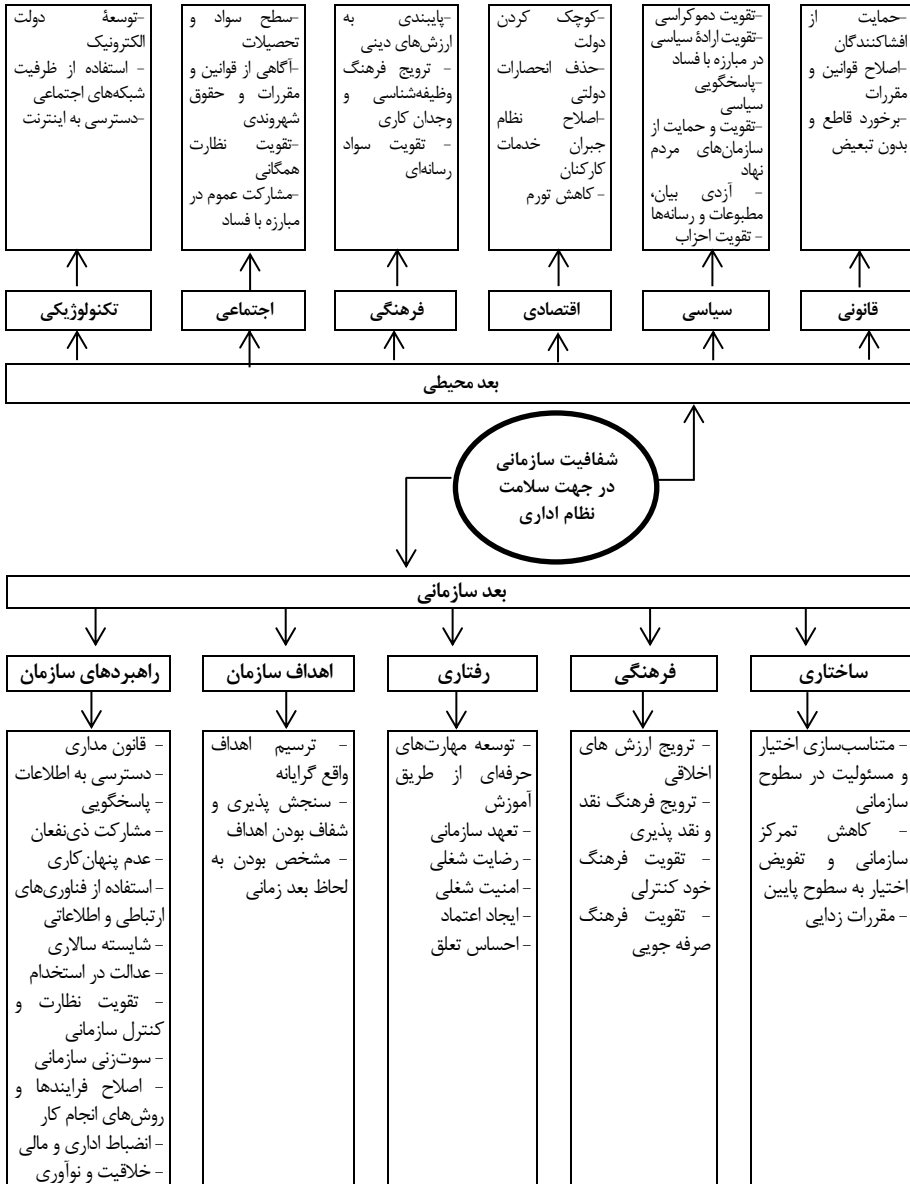 -حمایت از
افشاکنندگان
-اصلاح قوانین و
مقررات
-برخورد قاطع و
بدون تبعیض
-تقویت دموکراسی
-تقویت ارادۀ سیاسی
در مبارزه با فساد
-پاسخگویی
سیاسی
-تقویت و حمایت از
سازمان‌های مردم
نهاد
- آزدی بیان،
مطبوعات و رسانه‌ها
- تقویت احزاب
-کوچک کردن
دولت
-حذف انحصارات
دولتی
-اصلاح نظام
جبران خدمات
کارکنان
- کاهش تورم
-پایبندی به
ارزش‌های دینی
- ترویج فرهنگ
وظیفه‌شناسی و
وجدان کاری
- تقویت سواد
رسانه‌ای
-سطح سواد و
تحصیلات
-آگاهی از قوانین و
مقررات و حقوق
شهروندی
-تقویت نظارت
همگانی
-مشارکت عموم در
مبارزه با فساد
-توسعۀ دولت
الکترونیک
- استفاده از ظرفیت
شبکه‌های اجتماعی
-دسترسی به اینترنت
قانونی
سیاسی
اقتصادی
فرهنگی
اجتماعی
تکنولوژیکی
بعد محیطی
شفافیت سازمانی
در جهت سلامت
نظام اداری
بعد سازمانی
ساختاری
فرهنگی
رفتاری
اهداف سازمان
راهبردهای سازمان
- متناسب‌سازی اختیار
و مسئولیت در سطوح
سازمانی
- کاهش تمرکز
سازمانی و تفویض
اختیار به سطوح پایین
- مقررات زدایی
- ترویج ارزش های
اخلاقی
- ترویج فرهنگ نقد
و نقد پذیری
- تقویت فرهنگ
خود کنترلی
- تقویت فرهنگ
صرفه جویی
- توسعه مهارت‌های
حرفه‌ای از طریق
آموزش
- تعهد سازمانی
- رضایت شغلی
- امنیت شغلی
- ایجاد اعتماد
- احساس تعلق
- ترسیم اهداف
واقع گرایانه
- سنجش پذیری و
شفاف بودن اهداف
- مشخص بودن به
لحاظ بعد زمانی
- قانون مداری
- دسترسی به اطلاعات
- پاسخگویی
- مشارکت ذی‌نفعان
- عدم پنهان‌کاری
- استفاده از فناوری‌های
ارتباطی و اطلاعاتی
- شایسته سالاری
- عدالت در استخدام
- تقویت نظارت و
کنترل سازمانی
- سوت‌زنی سازمانی
- اصلاح فرایندها و
روش‌های انجام کار
- انضباط اداری و مالی
- خلاقیت و نوآوری